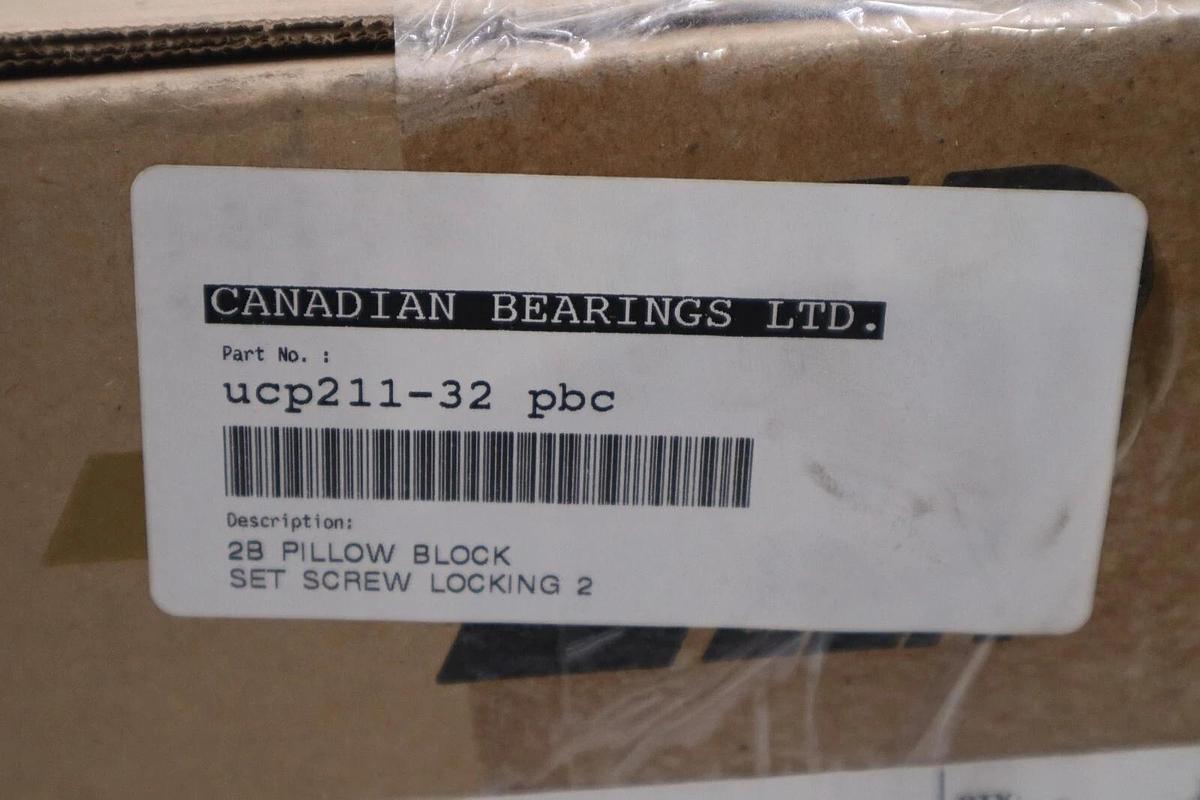 CANADIAN BEARINGS LTD.
Part No. :
ucp211-32 pbc
Description:
2B PILLOW BLOCK
SET SCREW LOCKING 2